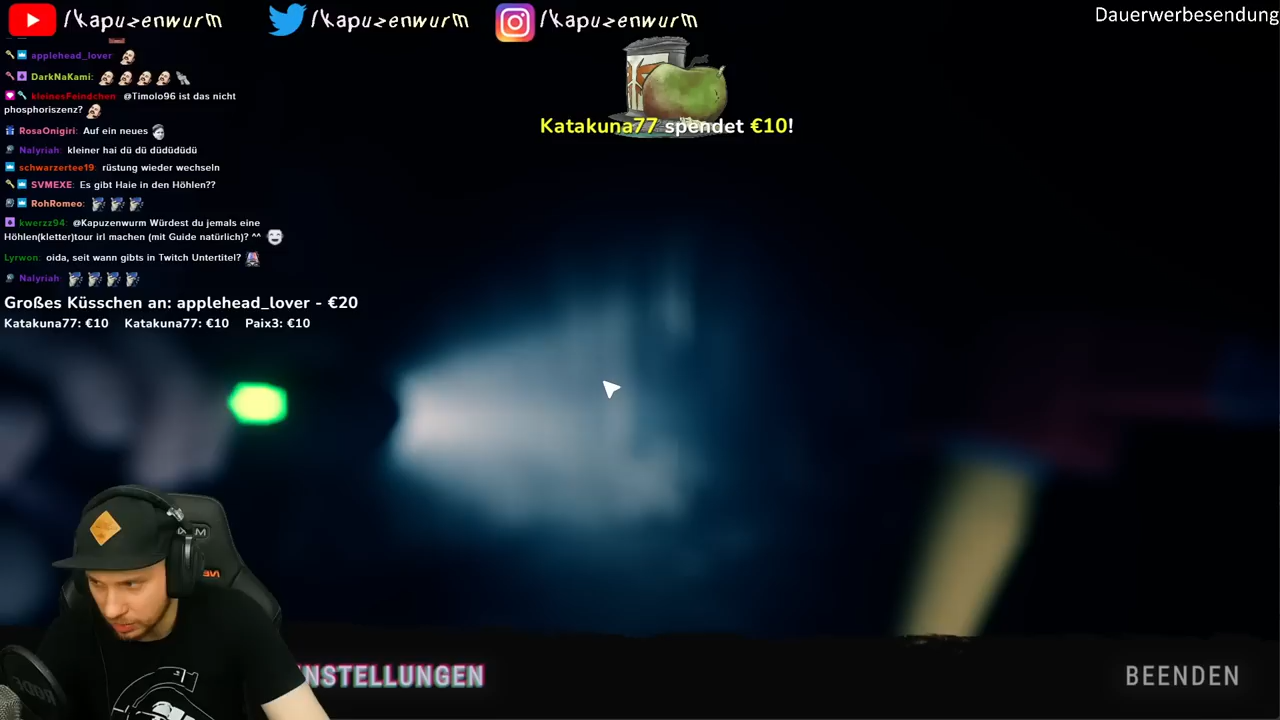 /kapuzenwurm /kapuzenwurm /kapuzenwurm
Dauerwerbesendung
applehead_lover:
DarkNaKami:
kleinesFeindchen: @Timolo96 ist das nicht
phosphoriszenz?
RosaOnigiri: Auf ein neues
Nalyriah: kleiner hai dü dü düdüdüdü
schwarzertee19: rüstung wieder wechseln
SVMEXE: Es gibt Haie in den Höhlen??
RohRomeo:
kwerzz94: @Kapuzenwurm Würdest du jemals eine
Höhlen(kletter)tour irl machen (mit Guide natürlich)? ^^
Lyrwon: oida, seit wann gibts in Twitch Untertitel?
Nalyriah:
Großes Küsschen an: applehead_lover - €20
Katakuna77: €10 Katakuna77: €10 Paix3: €10
Katakuna77 spendet €10!
NSTELLUNGEN
BEENDEN